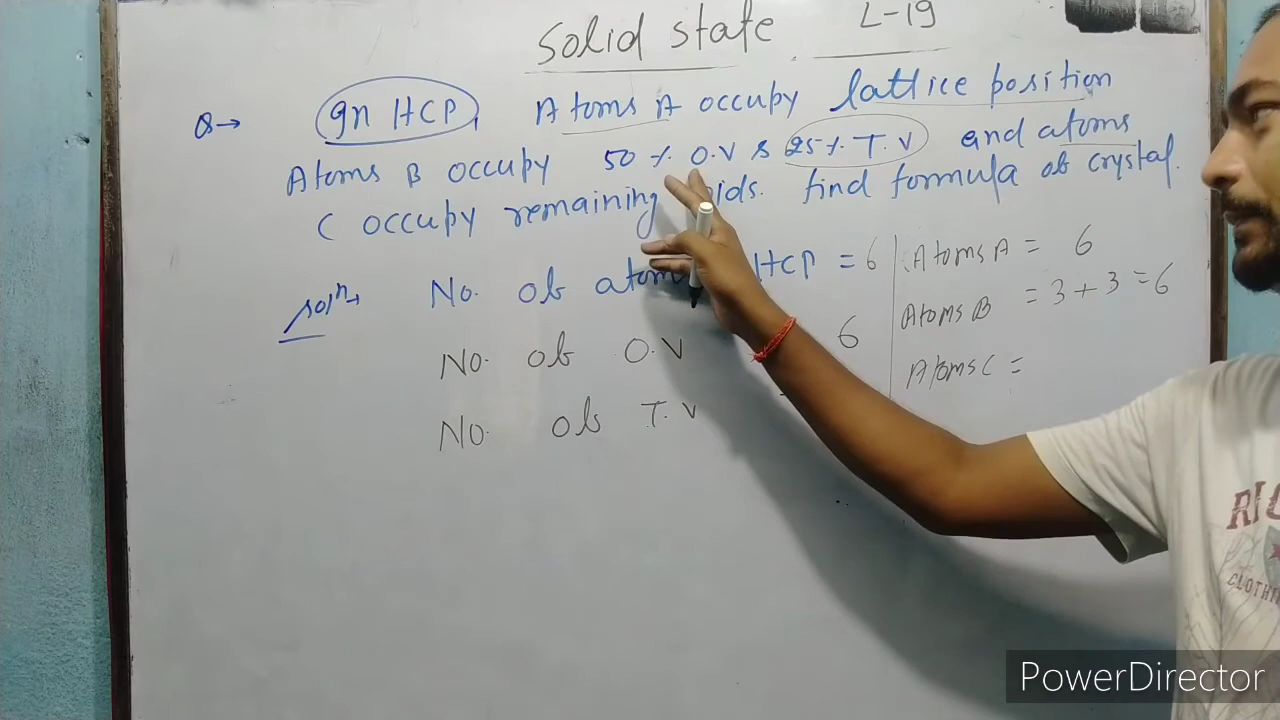 Solid state L-19
Q→ In HCP, Atoms A occupy lattice position
Atoms B occupy 50 % O.V & 25 % T.V and atoms
C occupy remaining find formula of crystal.
Solⁿ→ No. of HCP = 6
Atoms A = 6
No. of O.V 6
Atoms B = 3 + 3 = 6
No. of T.V
Atoms C =
PowerDirector